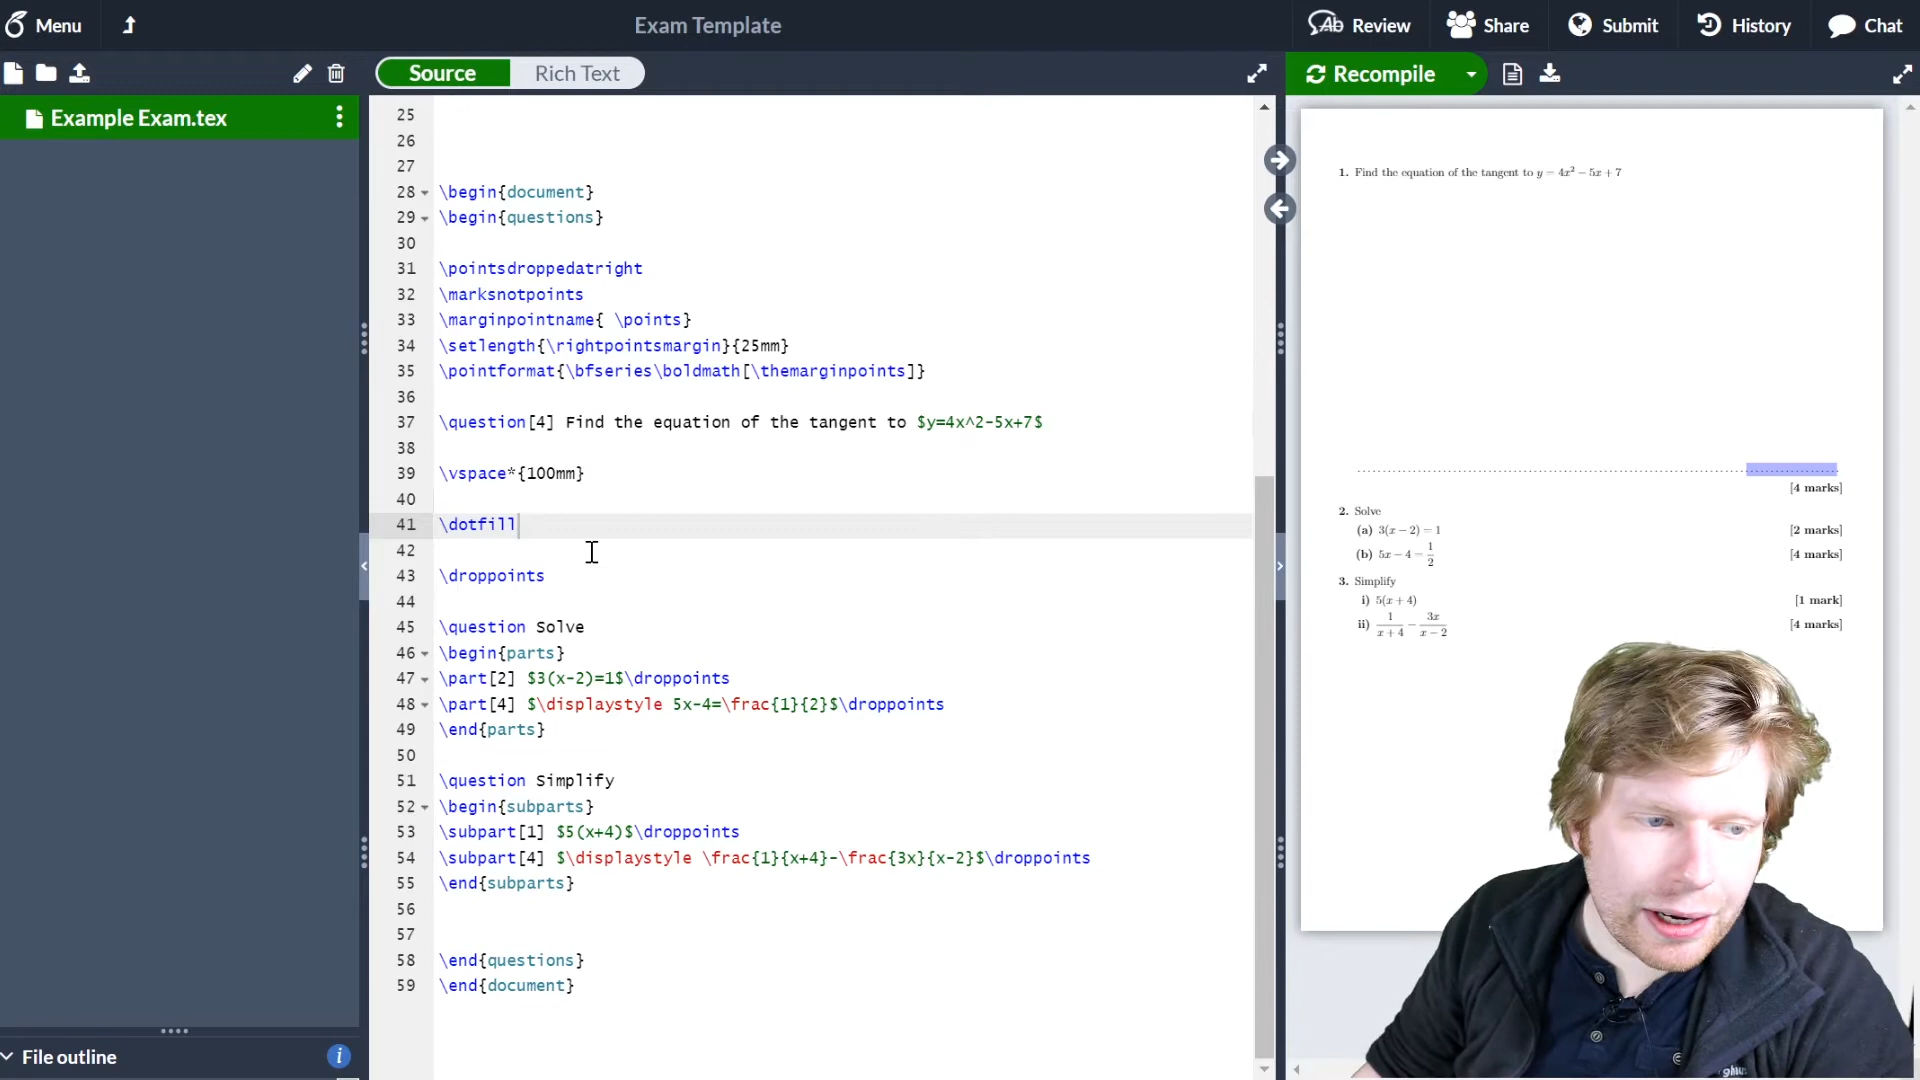 Menu
Exam Template
Review
Share
Submit
History
Chat
Source
Rich Text
Recompile
Example Exam.tex
25
26
27
28 \begin{document}
29 \begin{questions}
30
31 \pointsdroppedatright
32 \marksnotpoints
33 \marginpointname{ \points}
34 \setlength{\rightpointsmargin}{25mm}
35 \pointformat{\bfseries\boldmath[\themarginpoints]}
36
37 \question[4] Find the equation of the tangent to $y=4x^2-5x+7$
38
39 \vspace*{100mm}
40
41 \dotfill
42
43 \droppoints
44
45 \question Solve
46 \begin{parts}
47 \part[2] $3(x-2)=1$\droppoints
48 \part[4] $\displaystyle 5x-4=\frac{1}{2}$\droppoints
49 \end{parts}
50
51 \question Simplify
52 \begin{subparts}
53 \subpart[1] $5(x+4)$\droppoints
54 \subpart[4] $\displaystyle \frac{1}{x+4}-\frac{3x}{x-2}$\droppoints
55 \end{subparts}
56
57
58 \end{questions}
59 \end{document}
File outline
1. Find the equation of the tangent to y = 4x² − 5x + 7
[4 marks]
2. Solve
(a) 3(x − 2) = 1 [2 marks]
(b) 5x − 4 = 1/2 [4 marks]
3. Simplify
i) 5(x + 4) [1 mark]
ii) 1/(x + 4) − 3x/(x − 2) [4 marks]